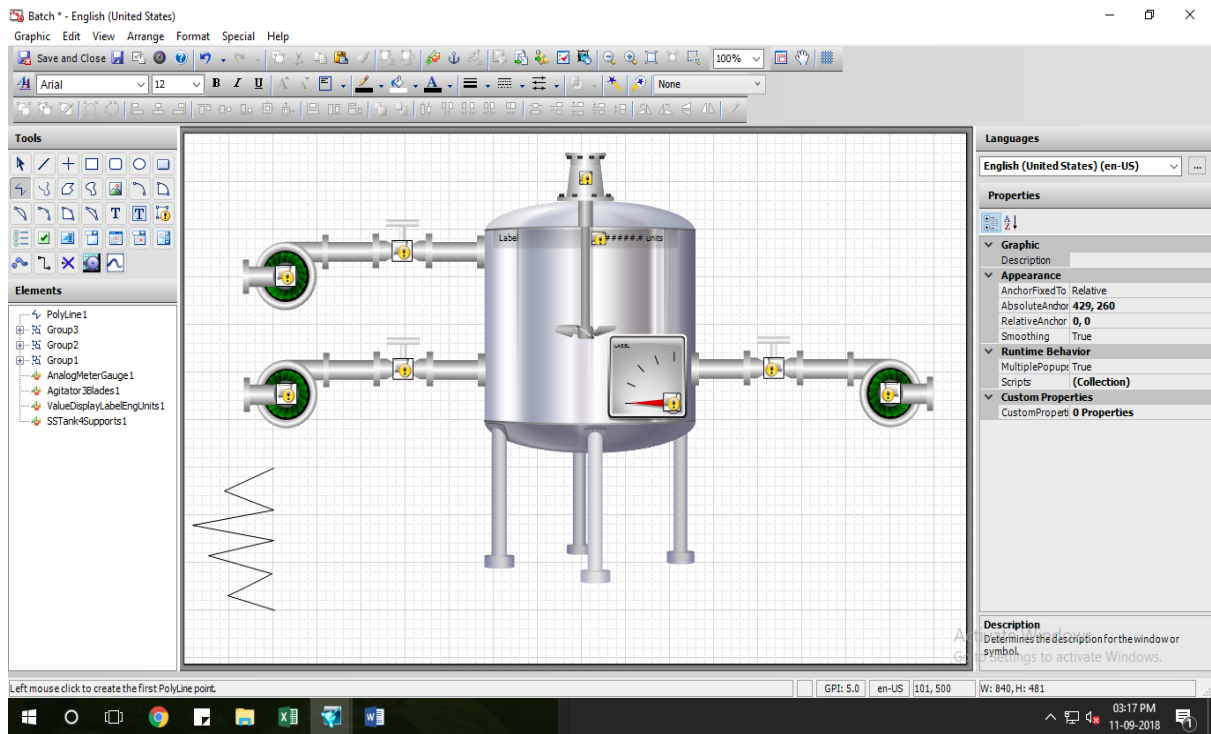 Batch * - English (United States)
Graphic Edit View Arrange Format Special Help
Save and Close 100%
Arial 12 B I U A None
Tools
T T
Elements
PolyLine1
Group3
Group2
Group1
AnalogMeterGauge1
Agitator3Blades1
ValueDisplayLabelEngUnits1
SSTank4Supports1
Label #####.# units
LABEL
Languages
English (United States) (en-US) ...
Properties
Graphic
Description
Appearance
AnchorFixedTo Relative
AbsoluteAnchor 429, 260
RelativeAnchor 0, 0
Smoothing True
Runtime Behavior
MultiplePopups True
Scripts (Collection)
Custom Properties
CustomProperti 0 Properties
Description
Determines the description for the window or
symbol.
Activate Windows
Go to Settings to activate Windows.
Left mouse click to create the first PolyLine point. GPI: 5.0 en-US 101, 500 W: 840, H: 481
03:17 PM
11-09-2018
1